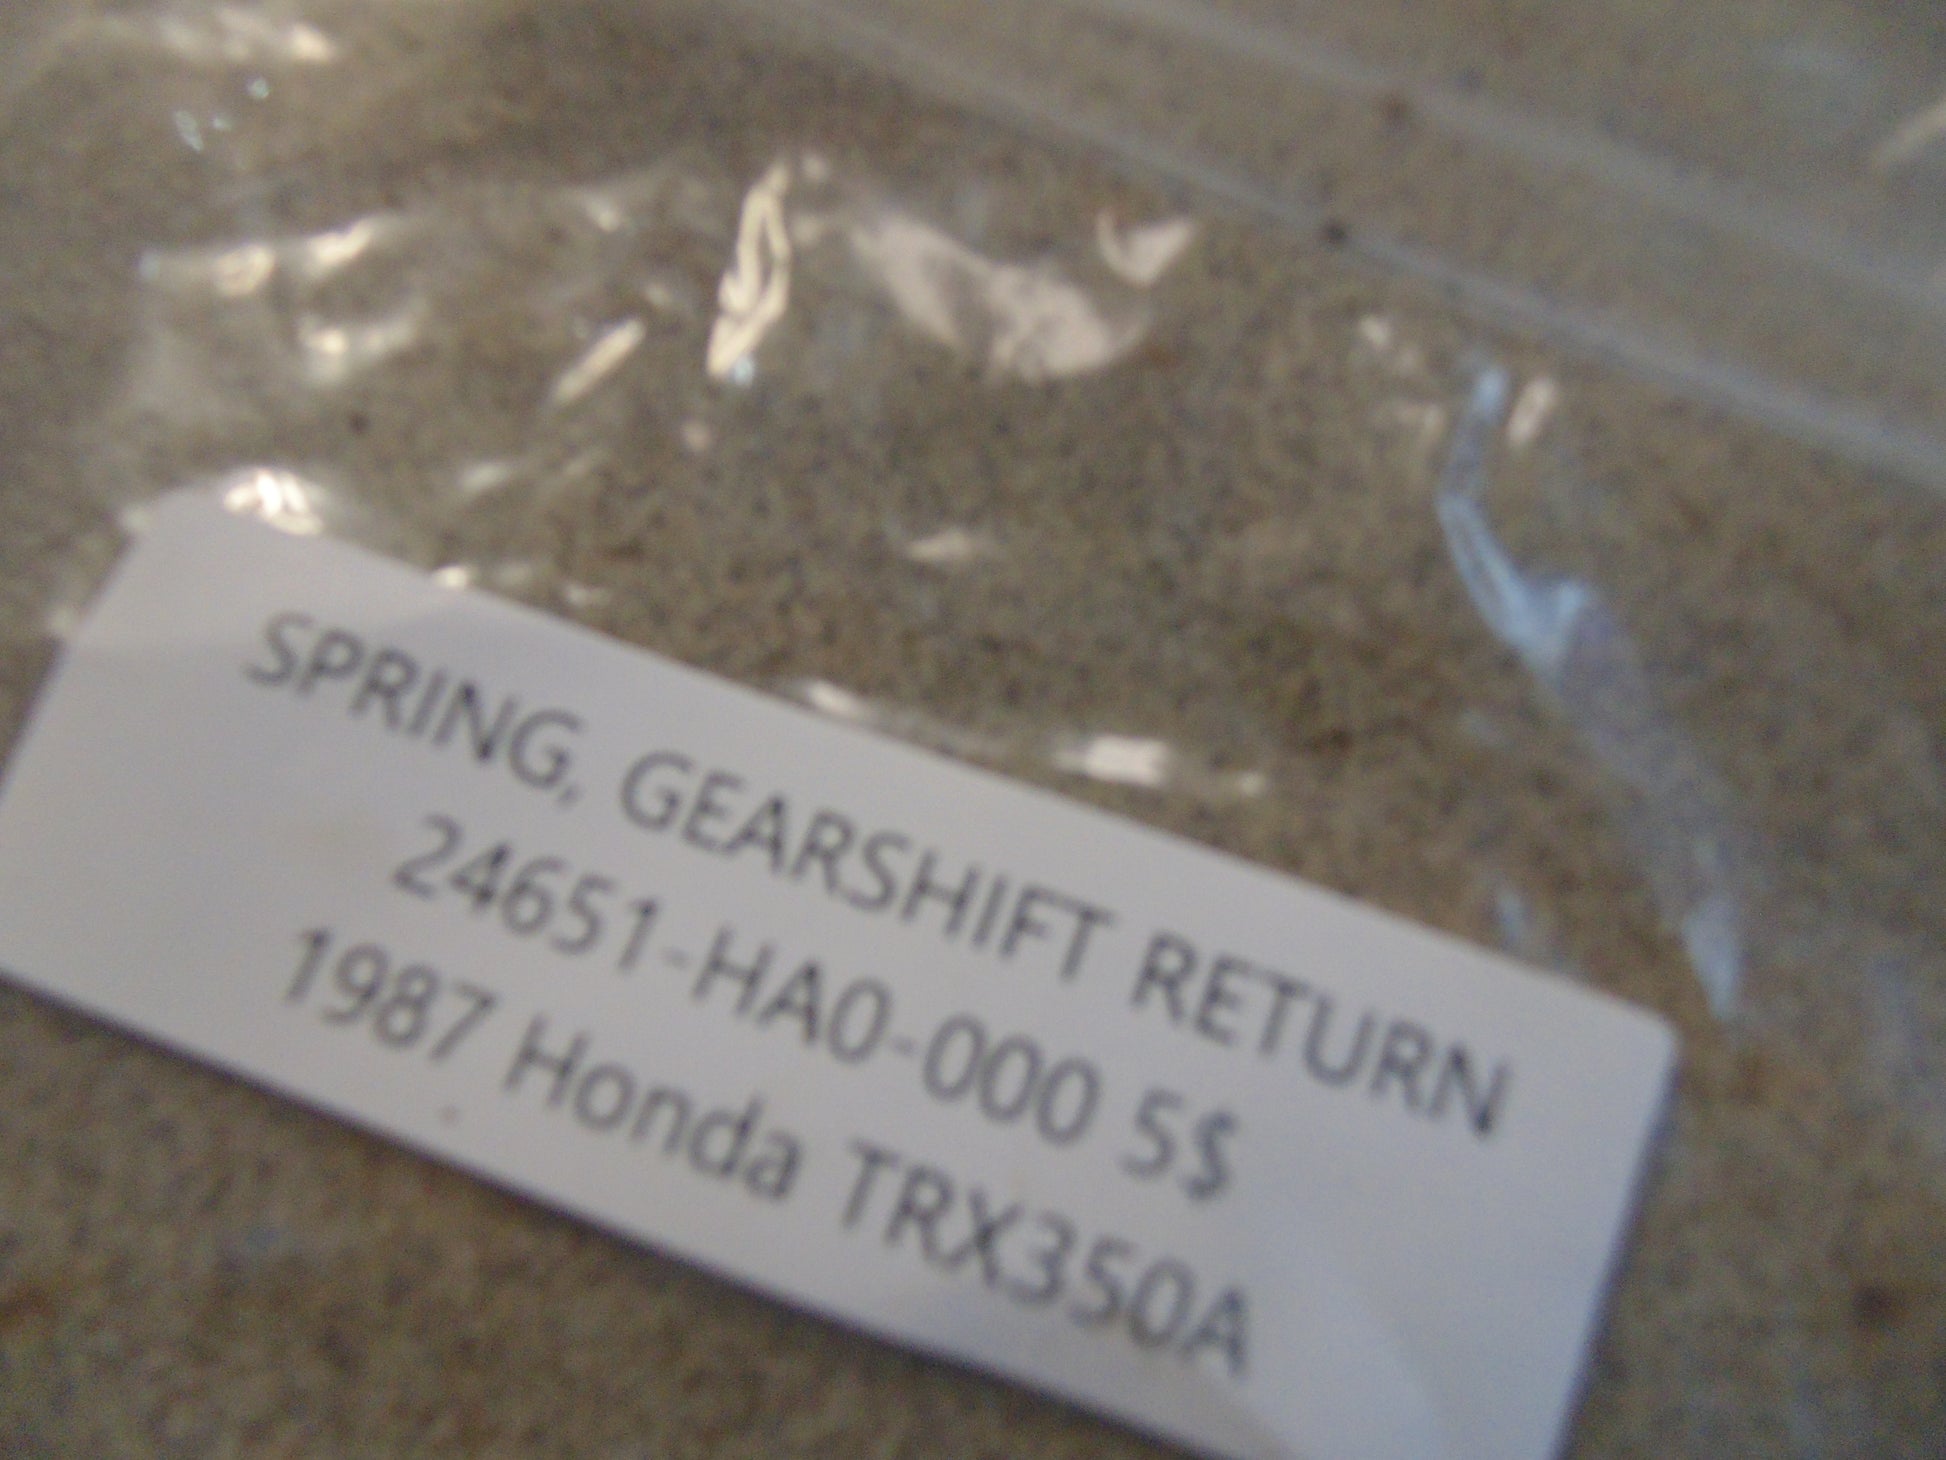 SPRING, GEARSHIFT RETURN
24651-HA0-000 5$
1987 Honda TRX350A